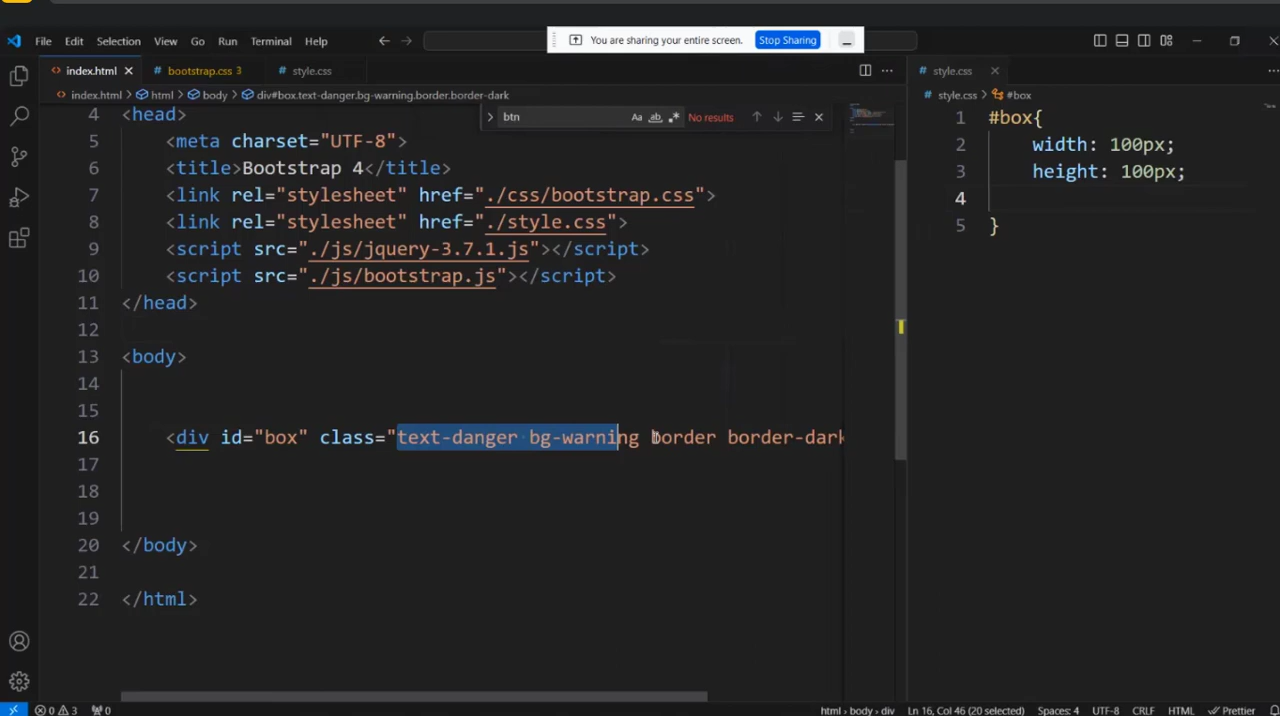 You are sharing your entire screen. Stop Sharing
File Edit Selection View Go Run Terminal Help
index.html bootstrap.css 3 style.css
index.html > html > body > div#box.text-danger.bg-warning.border.border-dark
btn Aa ab .* No results
4 <head>
5 <meta charset="UTF-8">
6 <title>Bootstrap 4</title>
7 <link rel="stylesheet" href="./css/bootstrap.css">
8 <link rel="stylesheet" href="./style.css">
9 <script src="./js/jquery-3.7.1.js"></script>
10 <script src="./js/bootstrap.js"></script>
11 </head>
12
13 <body>
14
15
16 <div id="box" class="text-danger bg-warning border border-dark
17
18
19
20 </body>
21
22 </html>
style.css
style.css > #box
1 #box{
2 width: 100px;
3 height: 100px;
4
5 }
0 3 0
html > body > div Ln 16, Col 46 (20 selected) Spaces: 4 UTF-8 CRLF HTML Prettier